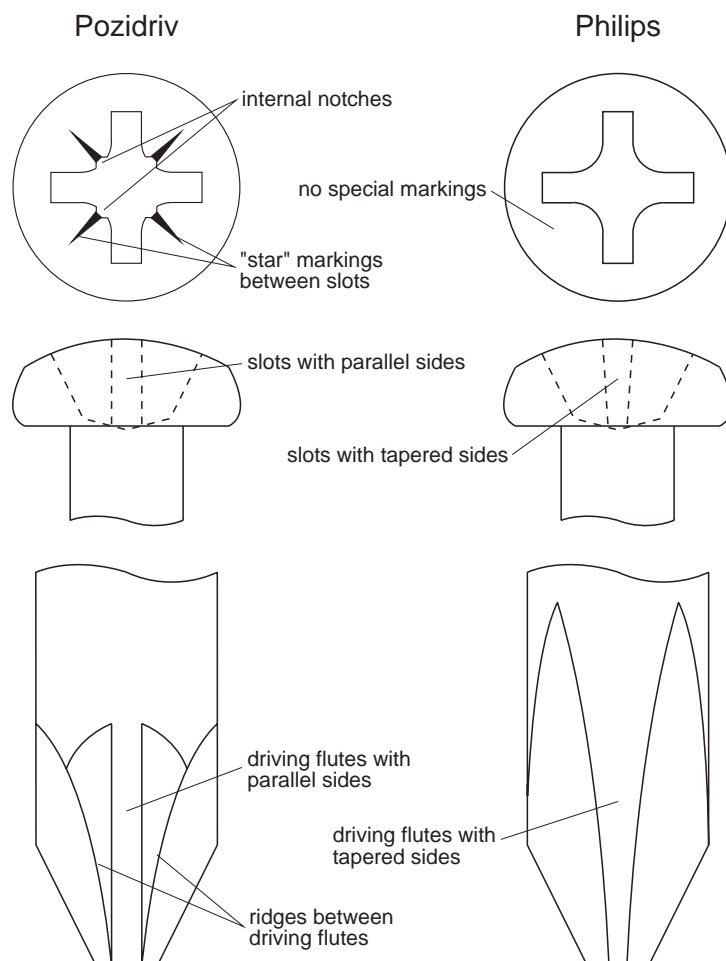 Pozidriv
Philips
internal notches
no special markings
"star" markings
between slots
slots with parallel sides
slots with tapered sides
driving flutes with
parallel sides
driving flutes with
tapered sides
ridges between
driving flutes